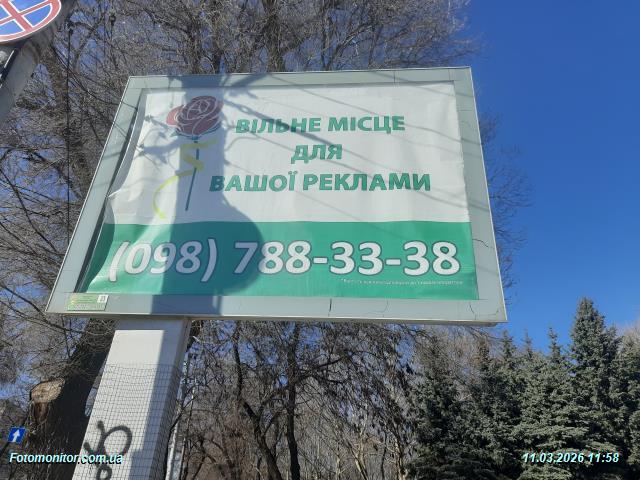 ВІЛЬНЕ МІСЦЕ
ДЛЯ
ВАШОЇ РЕКЛАМИ
(098) 788-33-38
Fotomonitor.com.ua
11.03.2026 11:58